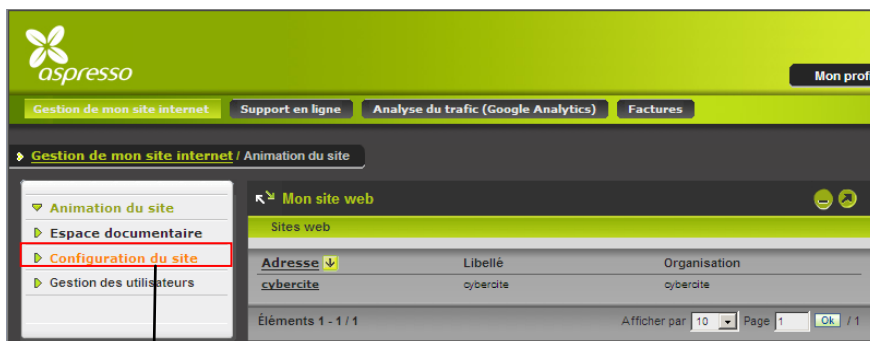 aspresso
Mon profi
Gestion de mon site internet Support en ligne Analyse du trafic (Google Analytics) Factures
Gestion de mon site internet / Animation du site
Animation du site
Espace documentaire
Configuration du site
Gestion des utilisateurs
Mon site web
Sites web
Adresse Libellé Organisation
cybercite cybercite cybercite
Éléments 1 - 1 / 1 Afficher par 10 Page 1 Ok / 1